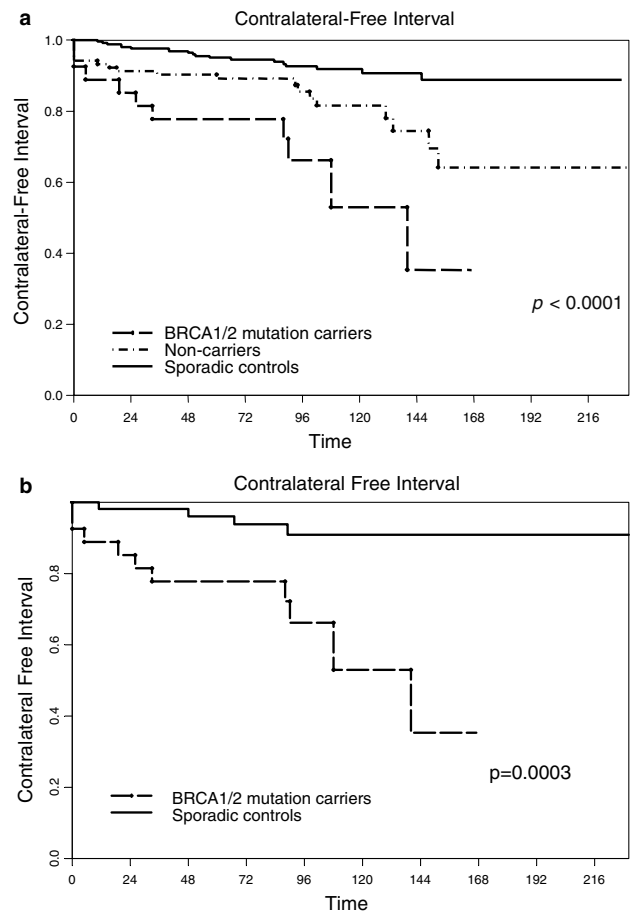 a
Contralateral-Free Interval
Contralateral-Free Interval
1.0
0.8
0.6
0.4
0.2
0.0
p < 0.0001
BRCA1/2 mutation carriers
Non-carriers
Sporadic controls
0 24 48 72 96 120 144 168 192 216
Time
b
Contralateral Free Interval
Contralateral Free Interval
0.8
0.6
0.4
0.2
0.0
p=0.0003
BRCA1/2 mutation carriers
Sporadic controls
0 24 48 72 96 120 144 168 192 216
Time